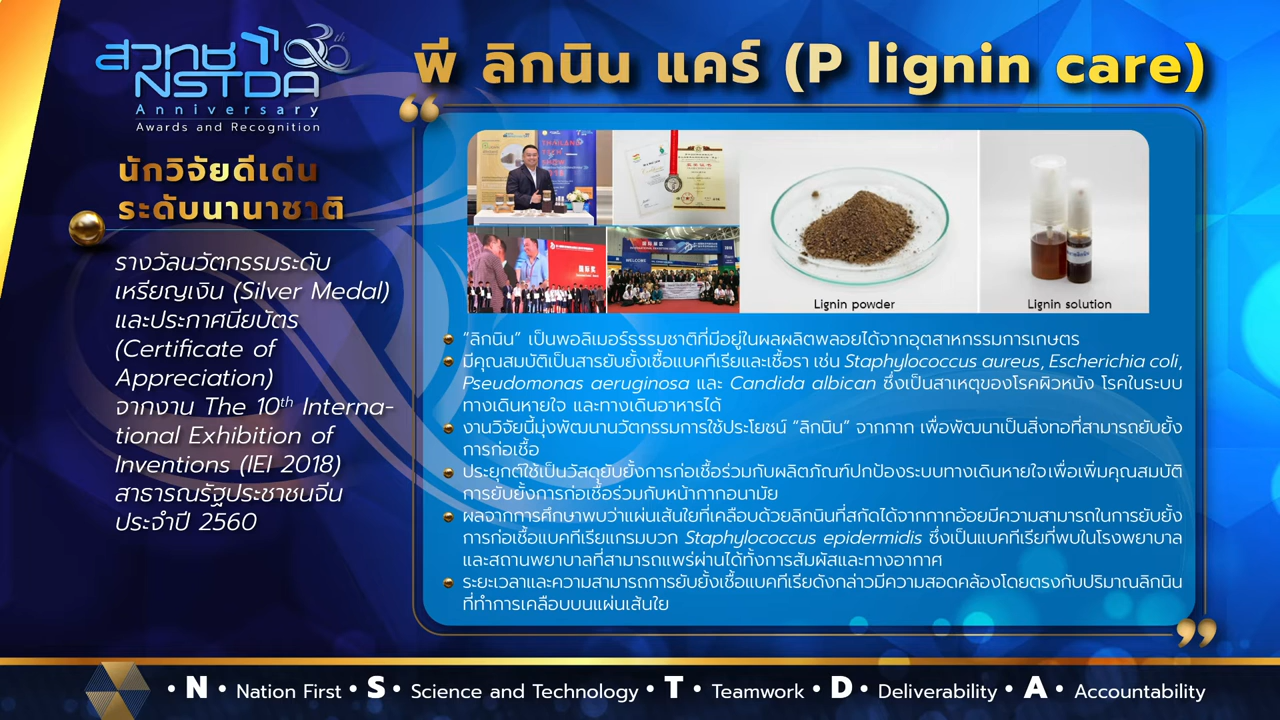 สวทช
NSTDA
30th
Anniversary
Awards and Recognition
พี ลิกนิน แคร์ (P lignin care)
นักวิจัยดีเด่น
ระดับนานาชาติ
รางวัลนวัตกรรมระดับ
เหรียญเงิน (Silver Medal)
และประกาศนียบัตร
(Certificate of
Appreciation)
จากงาน The 10th Interna-
tional Exhibition of
Inventions (IEI 2018)
สาธารณรัฐประชาชนจีน
ประจำปี 2560
THAILAND
TECH
SHOW
WELCOME
Lignin powder
Lignin solution
“ลิกนิน” เป็นพอลิเมอร์ธรรมชาติที่มีอยู่ในผลผลิตพลอยได้จากอุตสาหกรรมการเกษตร
มีคุณสมบัติเป็นสารยับยั้งเชื้อแบคทีเรียและเชื้อรา เช่น Staphylococcus aureus, Escherichia coli,
Pseudomonas aeruginosa และ Candida albican ซึ่งเป็นสาเหตุของโรคผิวหนัง โรคในระบบ
ทางเดินหายใจ และทางเดินอาหารได้
งานวิจัยนี้มุ่งพัฒนานวัตกรรมการใช้ประโยชน์ “ลิกนิน” จากกาก เพื่อพัฒนาเป็นสิ่งทอที่สามารถยับยั้ง
การก่อเชื้อ
ประยุกต์ใช้เป็นวัสดุยับยั้งการก่อเชื้อร่วมกับผลิตภัณฑ์ปกป้องระบบทางเดินหายใจเพื่อเพิ่มคุณสมบัติ
การยับยั้งการก่อเชื้อร่วมกับหน้ากากอนามัย
ผลจากการศึกษาพบว่าแผ่นเส้นใยที่เคลือบด้วยลิกนินที่สกัดได้จากกากอ้อยมีความสามารถในการยับยั้ง
การก่อเชื้อแบคทีเรียแกรมบวก Staphylococcus epidermidis ซึ่งเป็นแบคทีเรียที่พบในโรงพยาบาล
และสถานพยาบาลที่สามารถแพร่ผ่านได้ทั้งการสัมผัสและทางอากาศ
ระยะเวลาและความสามารถการยับยั้งเชื้อแบคทีเรียดังกล่าวมีความสอดคล้องโดยตรงกับปริมาณลิกนิน
ที่ทำการเคลือบบนแผ่นเส้นใย
• N • Nation First • S • Science and Technology • T • Teamwork • D • Deliverability • A • Accountability